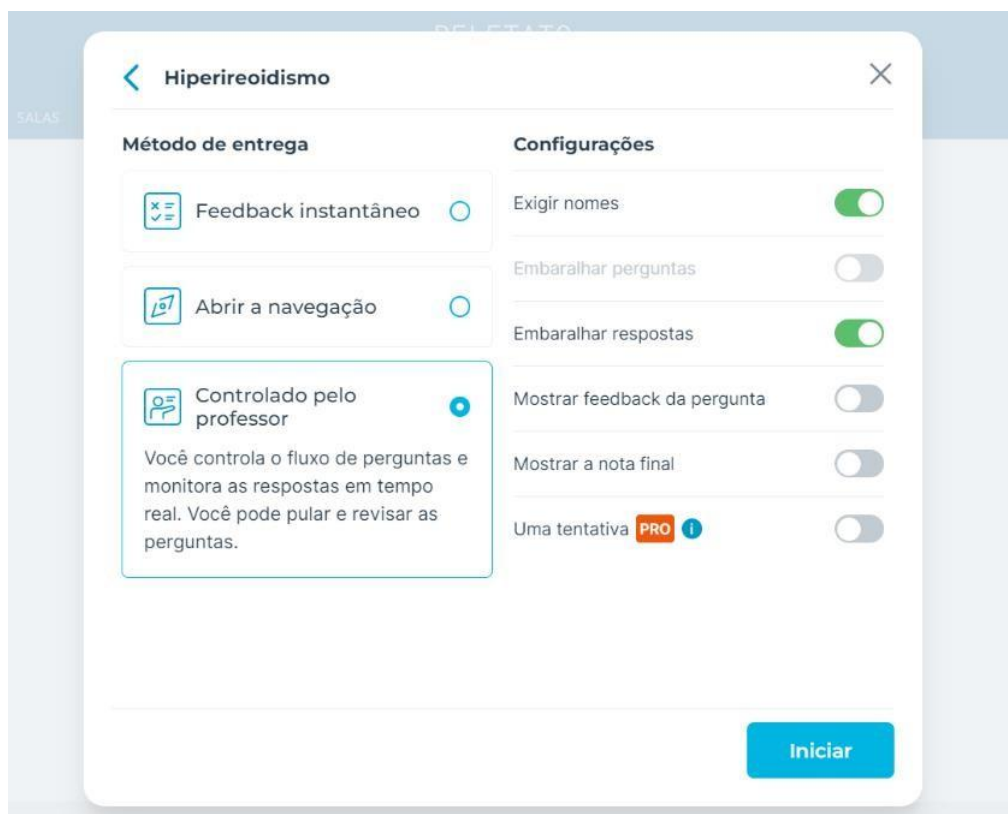 SALAS
Hiperireoidismo
Método de entrega
Feedback instantâneo
Abrir a navegação
Controlado pelo
professor
Você controla o fluxo de perguntas e
monitora as respostas em tempo
real. Você pode pular e revisar as
perguntas.
Configurações
Exigir nomes
Embaralhar perguntas
Embaralhar respostas
Mostrar feedback da pergunta
Mostrar a nota final
Uma tentativa PRO
Iniciar